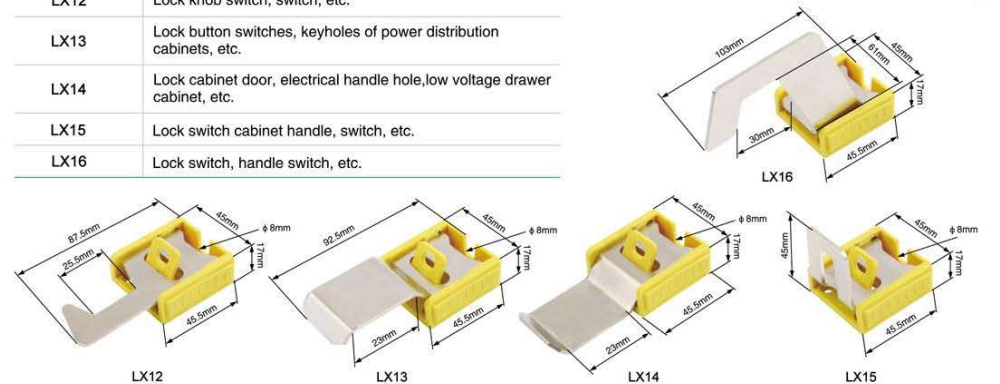 LX12
Lock knob switch, switch, etc.
LX13
Lock button switches, keyholes of power distribution
cabinets, etc.
LX14
Lock cabinet door, electrical handle hole,low voltage drawer
cabinet, etc.
LX15
Lock switch cabinet handle, switch, etc.
LX16
Lock switch, handle switch, etc.
103mm
61mm
45mm
17mm
30mm
45.5mm
LX16
87.5mm
45mm
ϕ8mm
25.5mm
17mm
45.5mm
LX12
92.5mm
45mm
ϕ8mm
17mm
23mm
45.5mm
LX13
45mm
ϕ8mm
17mm
45.5mm
23mm
LX14
45mm
45mm
ϕ8mm
17mm
45.5mm
LX15